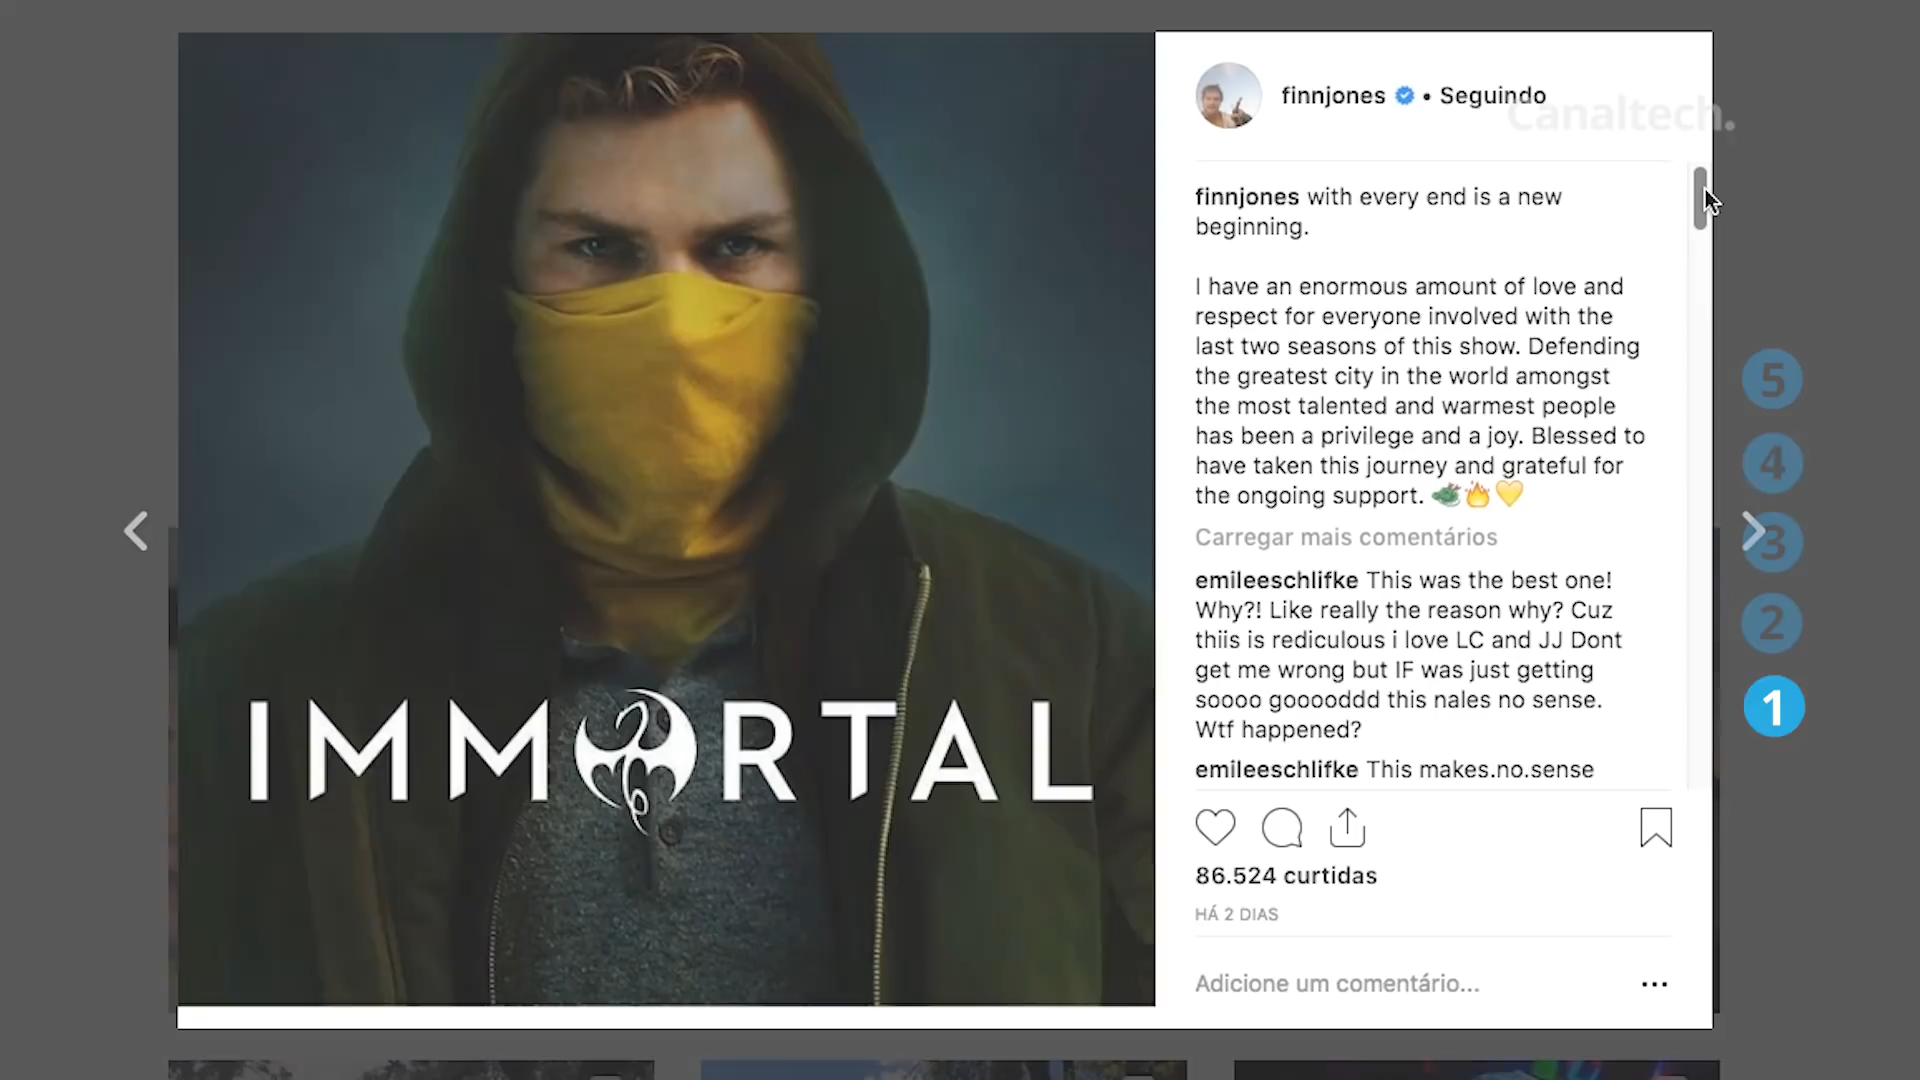 IMMORTAL
finnjones • Seguindo
Canaltech.
finnjones with every end is a new
beginning.
I have an enormous amount of love and
respect for everyone involved with the
last two seasons of this show. Defending
the greatest city in the world amongst
the most talented and warmest people
has been a privilege and a joy. Blessed to
have taken this journey and grateful for
the ongoing support. 🐲🔥💛
Carregar mais comentários
emileeschlifke This was the best one!
Why?! Like really the reason why? Cuz
thiis is rediculous i love LC and JJ Dont
get me wrong but IF was just getting
soooo gooooddd this nales no sense.
Wtf happened?
emileeschlifke This makes.no.sense
86.524 curtidas
HÁ 2 DIAS
Adicione um comentário...
5
4
3
2
1